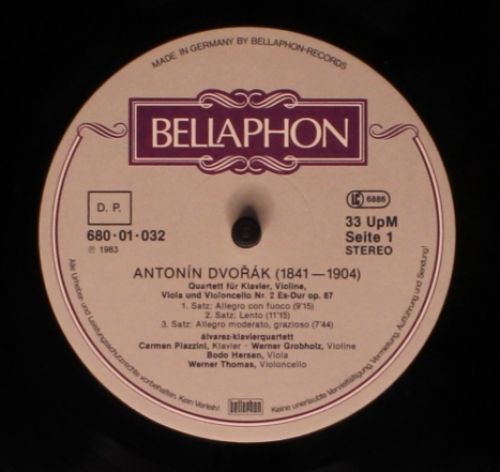 MADE IN GERMANY BY BELLAPHON-RECORDS
BELLAPHON
D. P.
680·01·032
℗ 1983
LC 6886
33 UpM
Seite 1
STEREO
ANTONÍN DVOŘÁK (1841—1904)
Quartett für Klavier, Violine,
Viola und Violoncello Nr. 2 Es-Dur op. 87
1. Satz: Allegro con fuoco (9'15)
2. Satz: Lento (11'15)
3. Satz: Allegro moderato, grazioso (7'44)
álvarez-klavierquartett
Carmen Piazzini, Klavier · Werner Grobholz, Violine
Bodo Hersen, Viola
Werner Thomas, Violoncello
bellaphon
Alle Urheber- und Leistungsschutzrechte vorbehalten. Kein Verleih! Keine unerlaubte Vervielfältigung, Vermietung, Aufführung und Sendung!